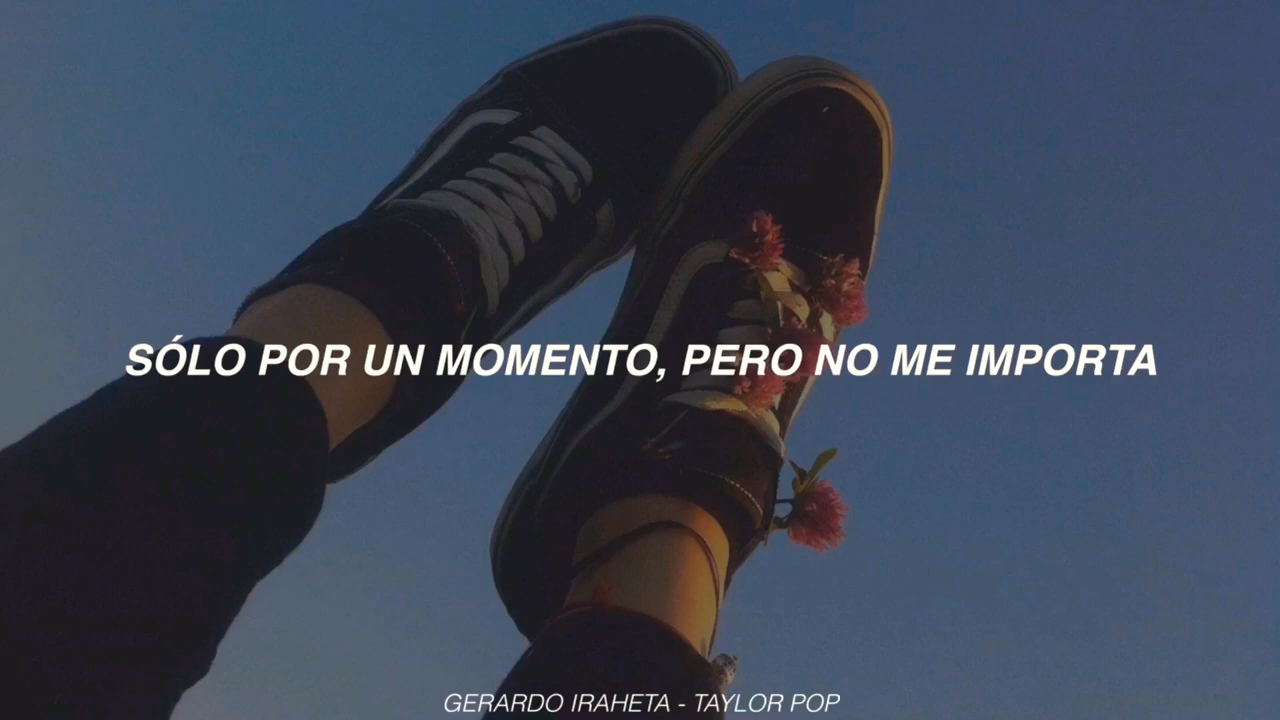 SÓLO POR UN MOMENTO, PERO NO ME IMPORTA
GERARDO IRAHETA - TAYLOR POP